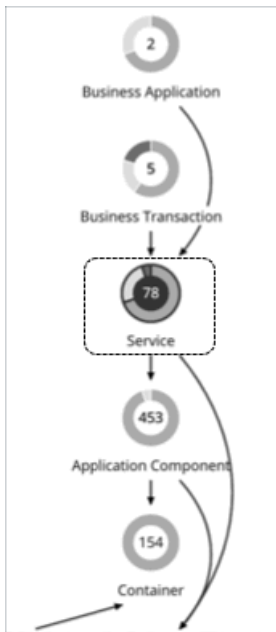 2
Business Application
5
Business Transaction
78
Service
453
Application Component
154
Container